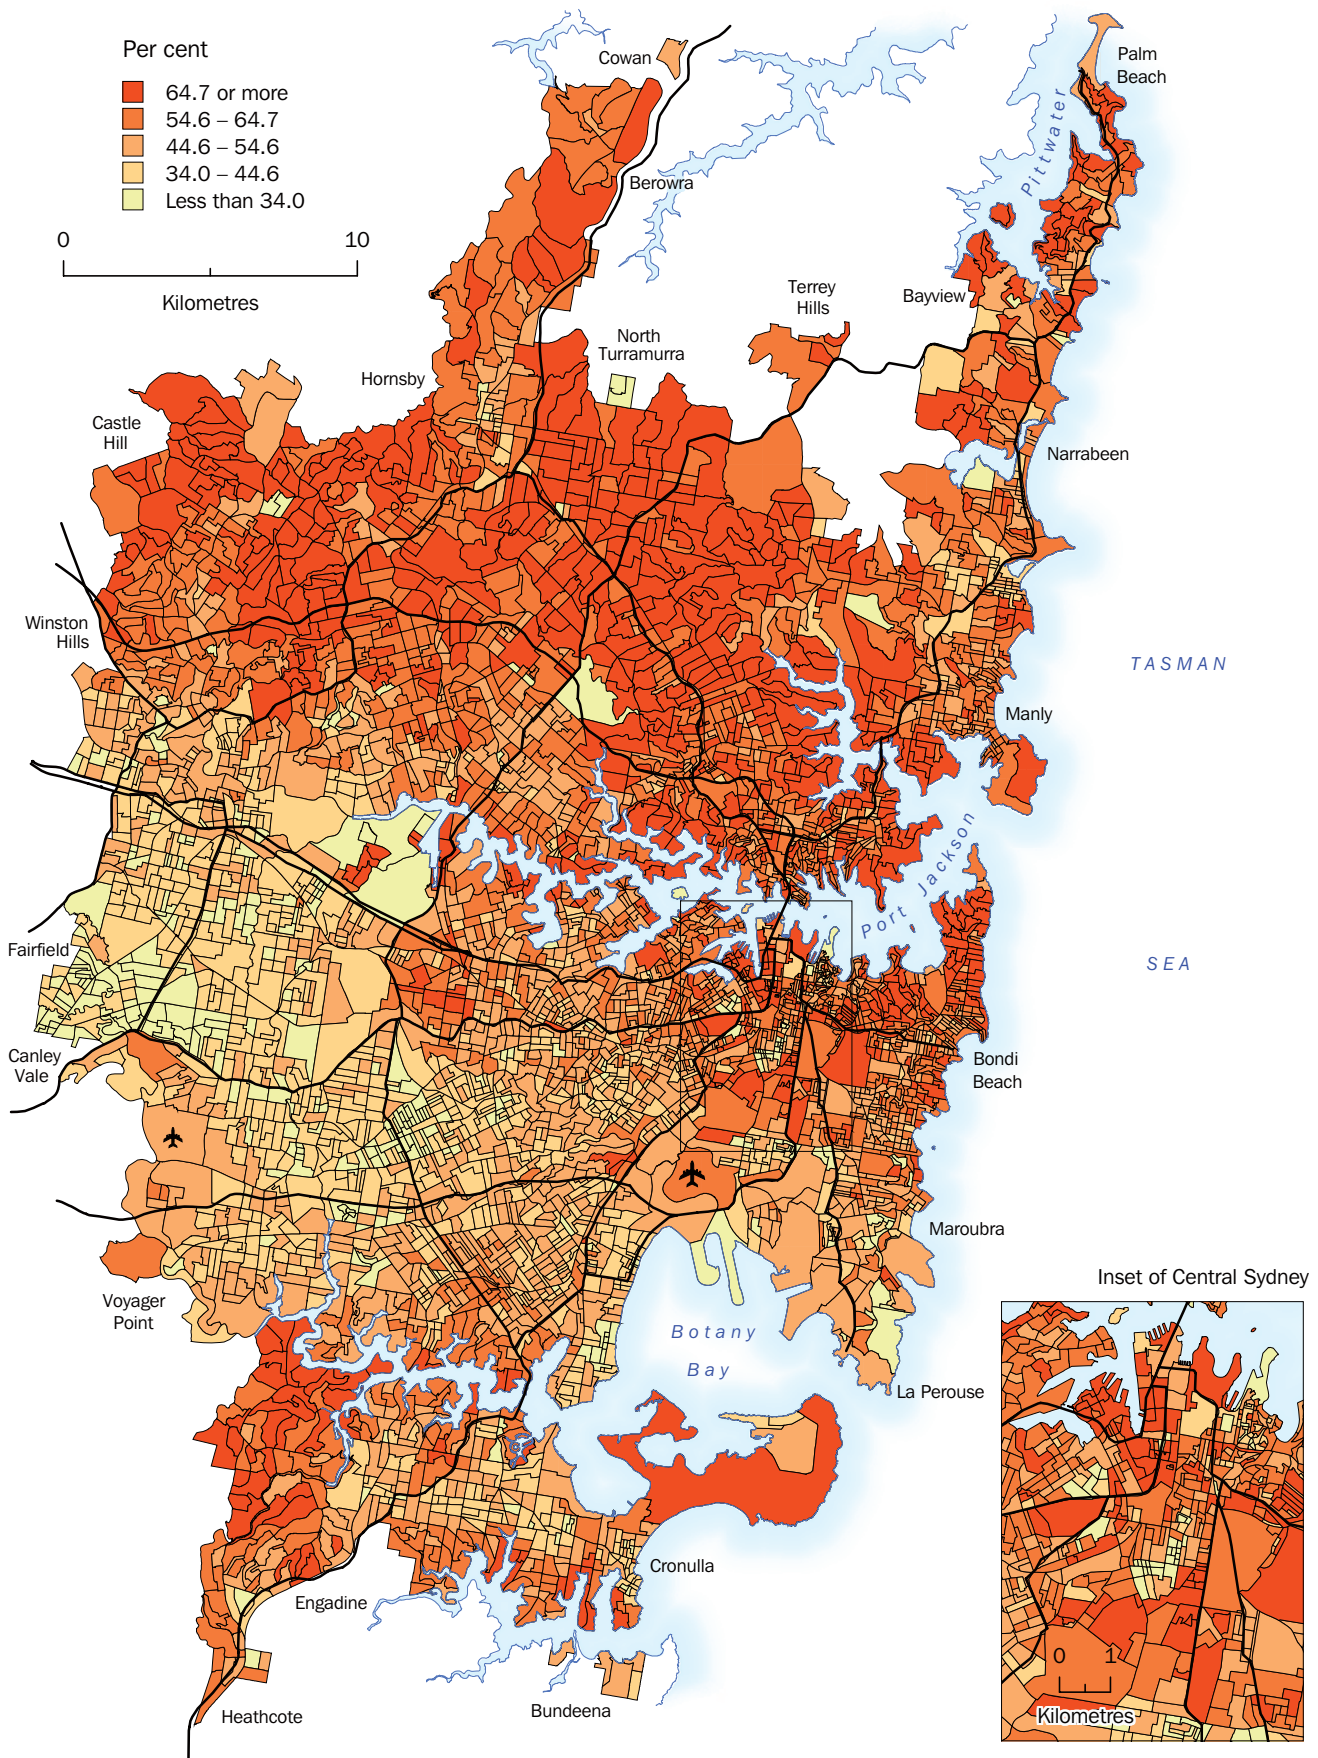 Per cent
64.7 or more
54.6 – 64.7
44.6 – 54.6
34.0 – 44.6
Less than 34.0
0
10
Kilometres
Cowan
Palm
Beach
Pittwater
Berowra
Terrey
Hills
Bayview
North
Turramurra
Hornsby
Castle
Hill
Narrabeen
Winston
Hills
TASMAN
Manly
Port Jackson
Fairfield
SEA
Canley
Vale
Bondi
Beach
Maroubra
Voyager
Point
Botany
Bay
La Perouse
Cronulla
Engadine
Bundeena
Heathcote
Inset of Central Sydney
0
1
Kilometres